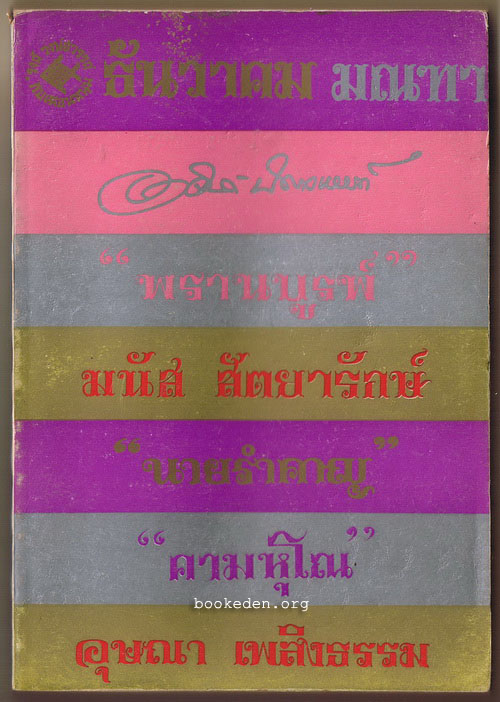 ธันวาคม มณฑา
"พรานบูรพ์"
มนัส สัตยารักษ์
"นายรำคาญ"
"คามหุโณ"
bookeden.org
อุษณา เพลิงธรรม